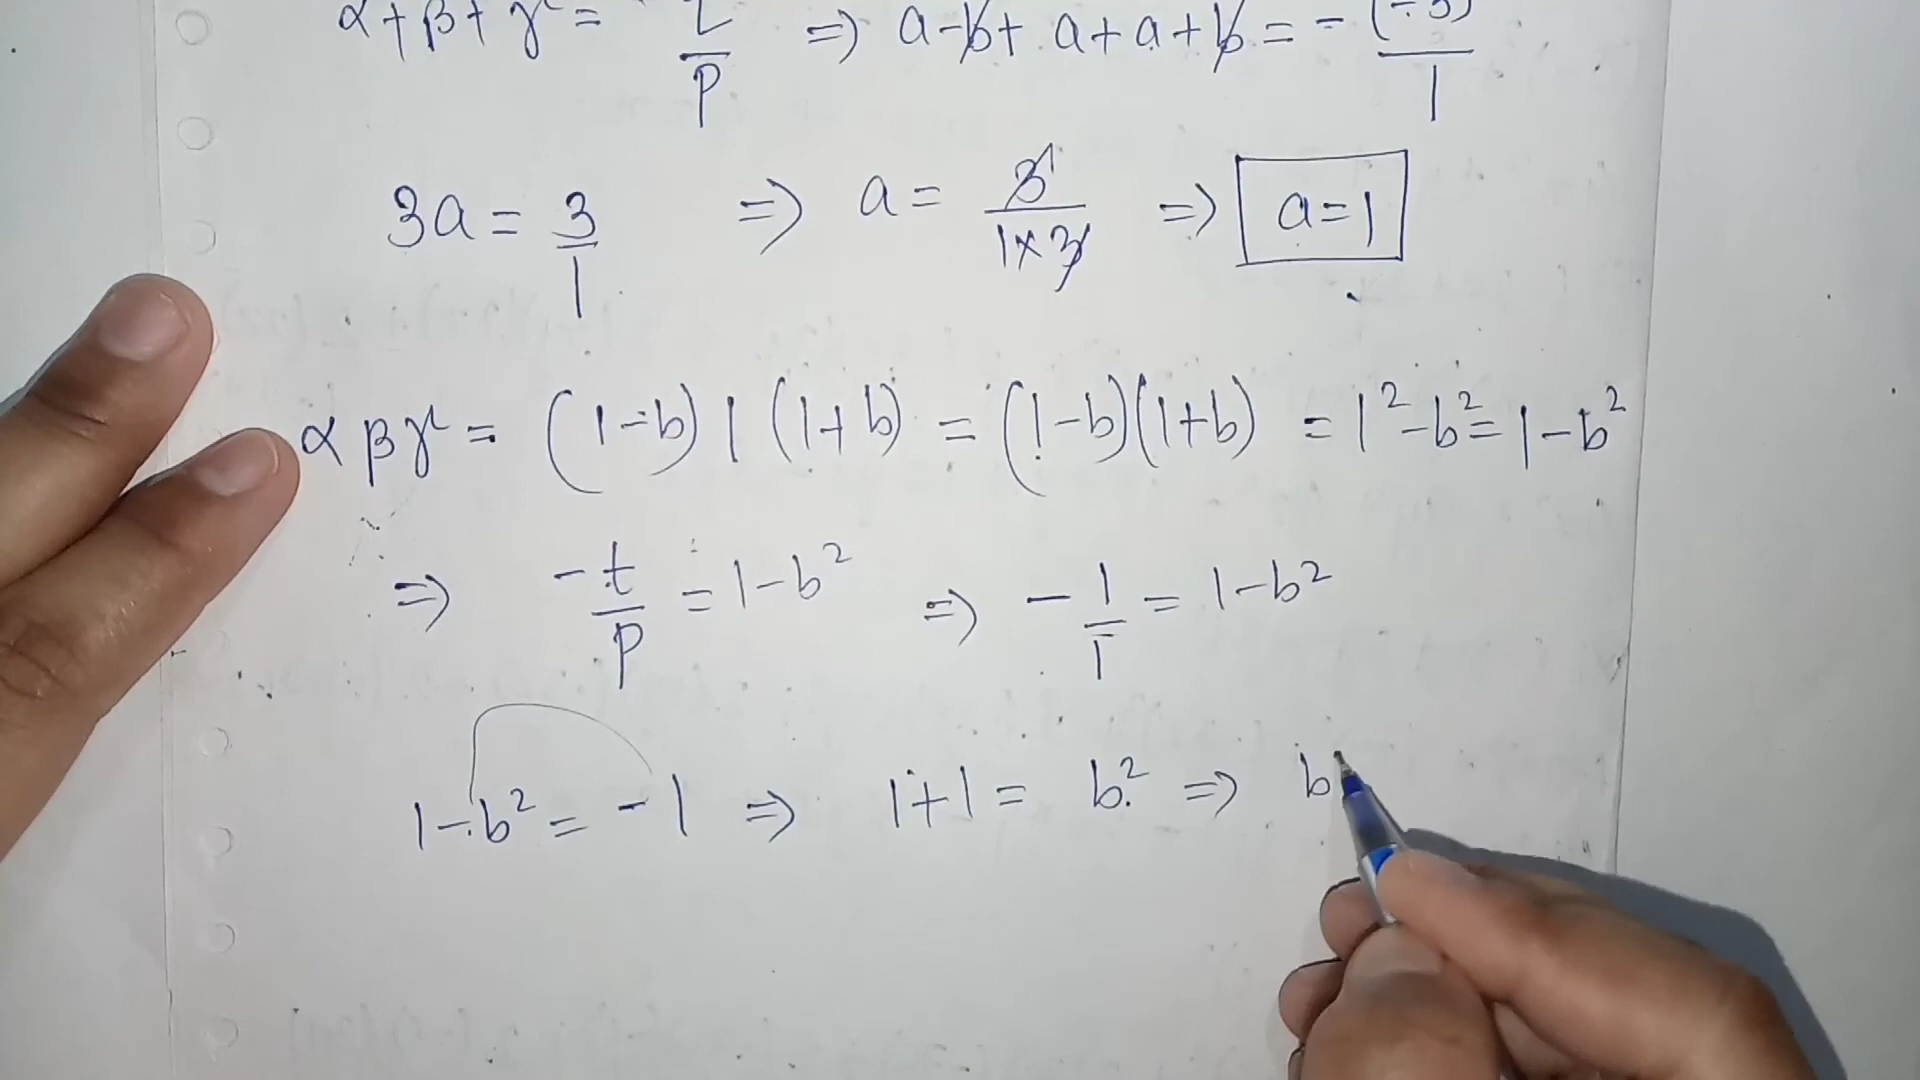 α + β + γ = -q/p ⇒ a - b + a + a + b = - (-3)/1
3a = 3/1 ⇒ a = 3/(1×3) ⇒ a = 1
αβγ = (1-b) 1 (1+b) = (1-b)(1+b) = 1² - b² = 1 - b²
⇒ -t/p = 1 - b² ⇒ -1/1 = 1 - b²
1 - b² = -1 ⇒ 1 + 1 = b² ⇒ b